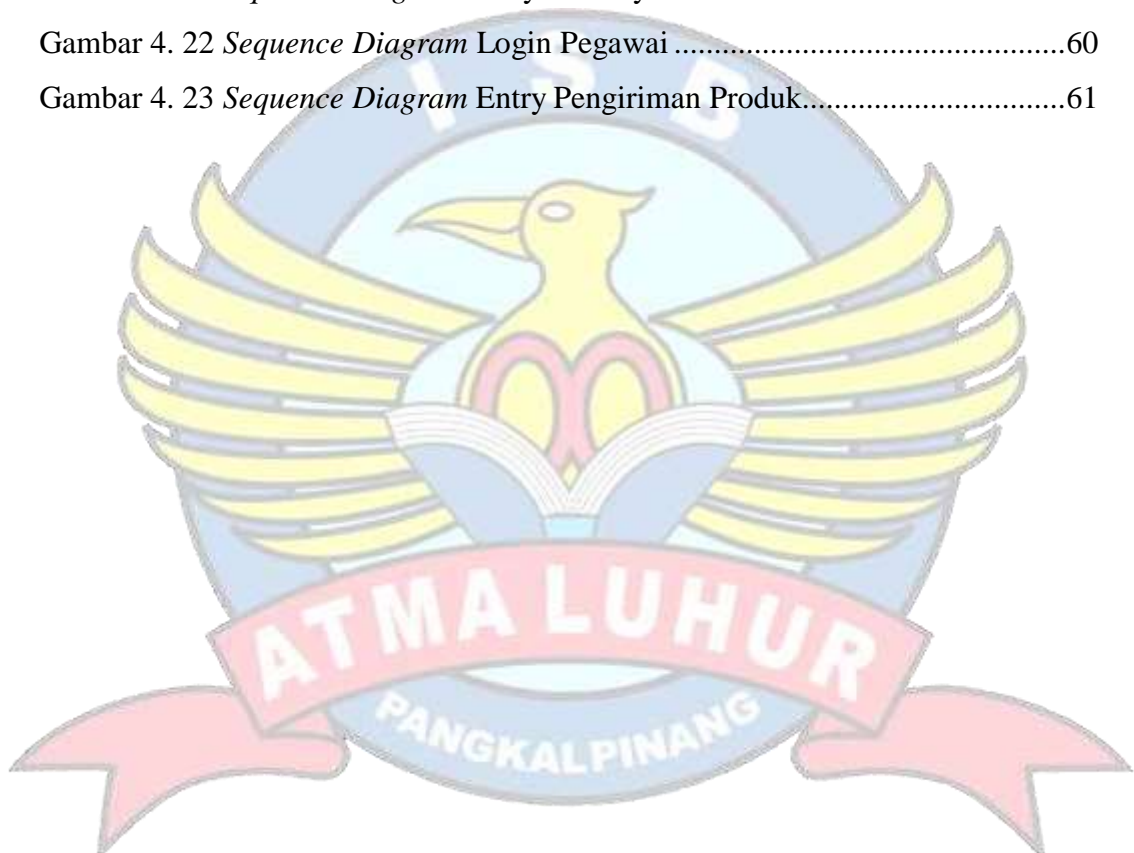 Gambar 4. 22 Sequence Diagram Login Pegawai ............................................60
Gambar 4. 23 Sequence Diagram Entry Pengiriman Produk.............................61
I S B
ATMA LUHUR
PANGKALPINANG